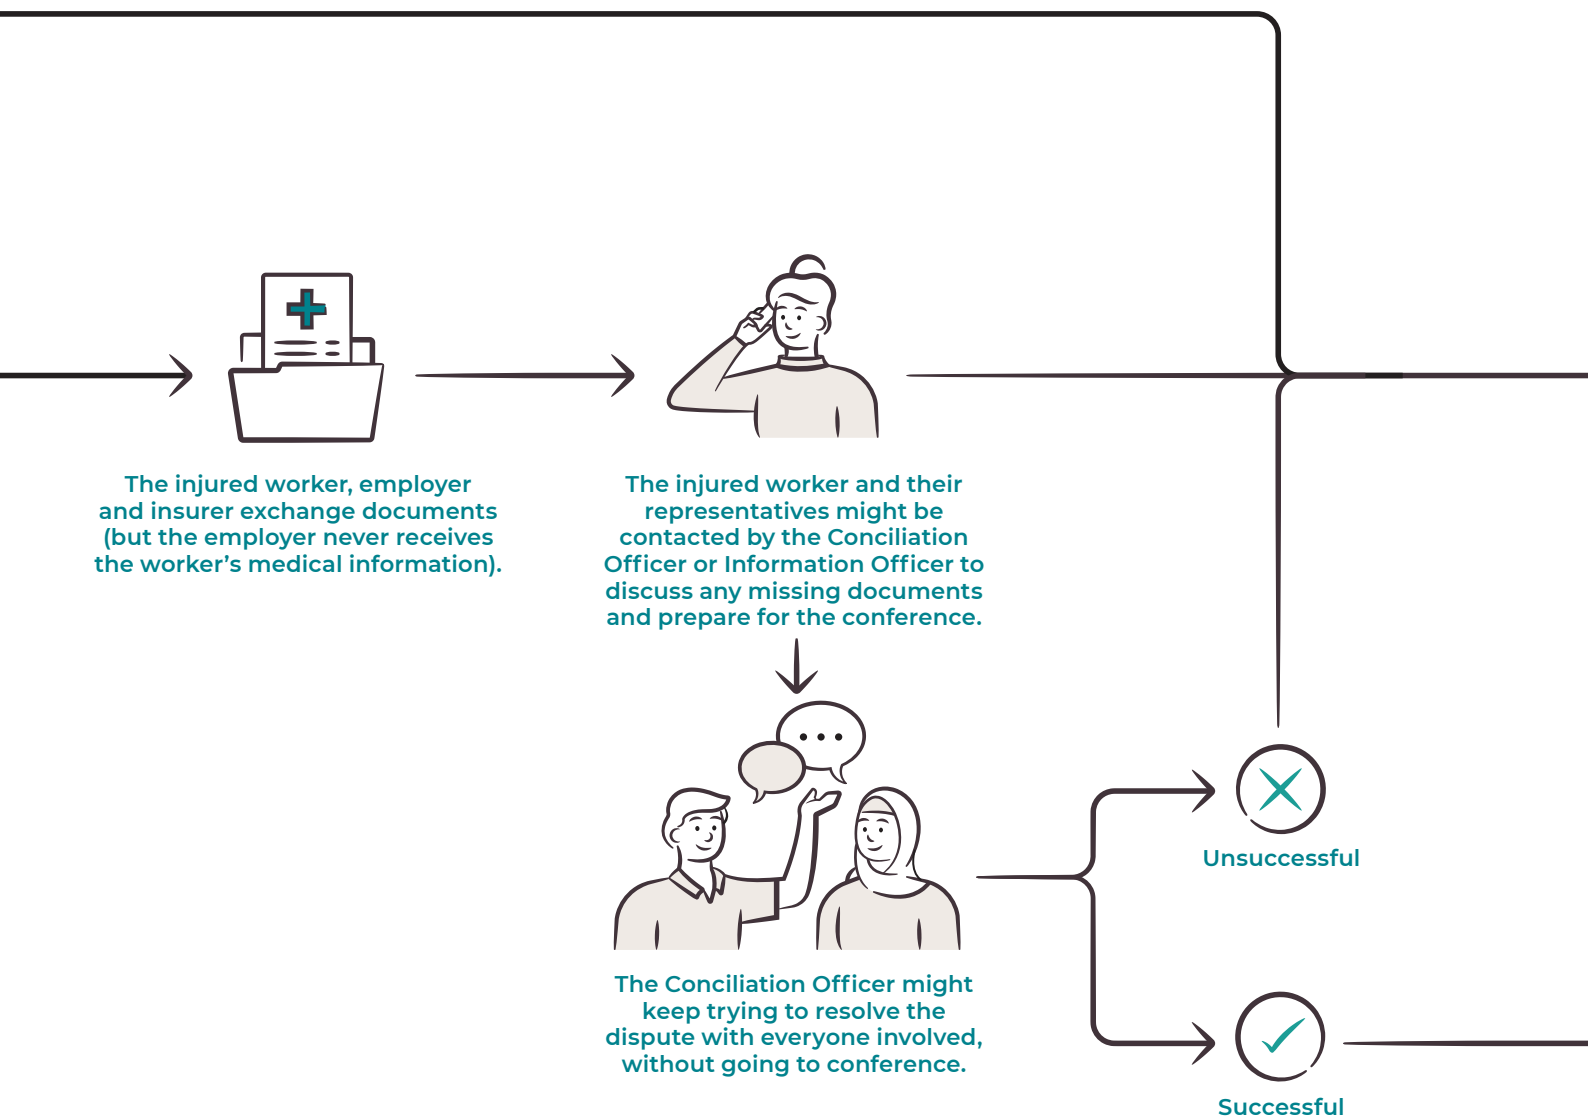 The injured worker, employer
and insurer exchange documents
(but the employer never receives
the worker's medical information).
The injured worker and their
representatives might be
contacted by the Conciliation
Officer or Information Officer to
discuss any missing documents
and prepare for the conference.
The Conciliation Officer might
keep trying to resolve the
dispute with everyone involved,
without going to conference.
Unsuccessful
Successful